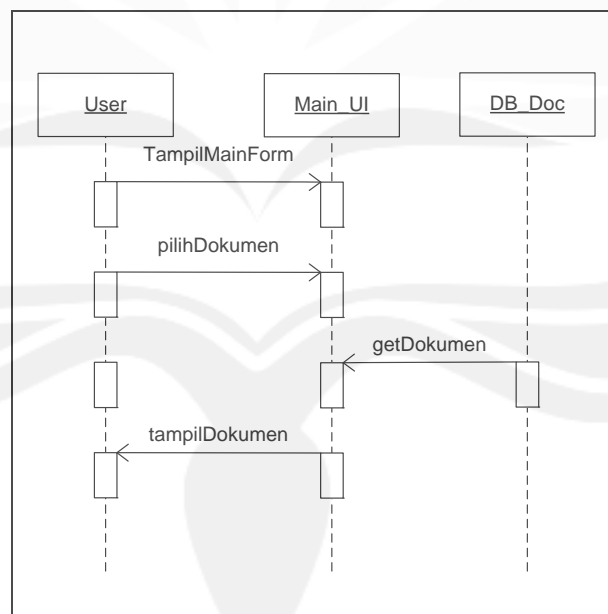 User
Main_UI
DB_Doc
TampilMainForm
pilihDokumen
getDokumen
tampilDokumen